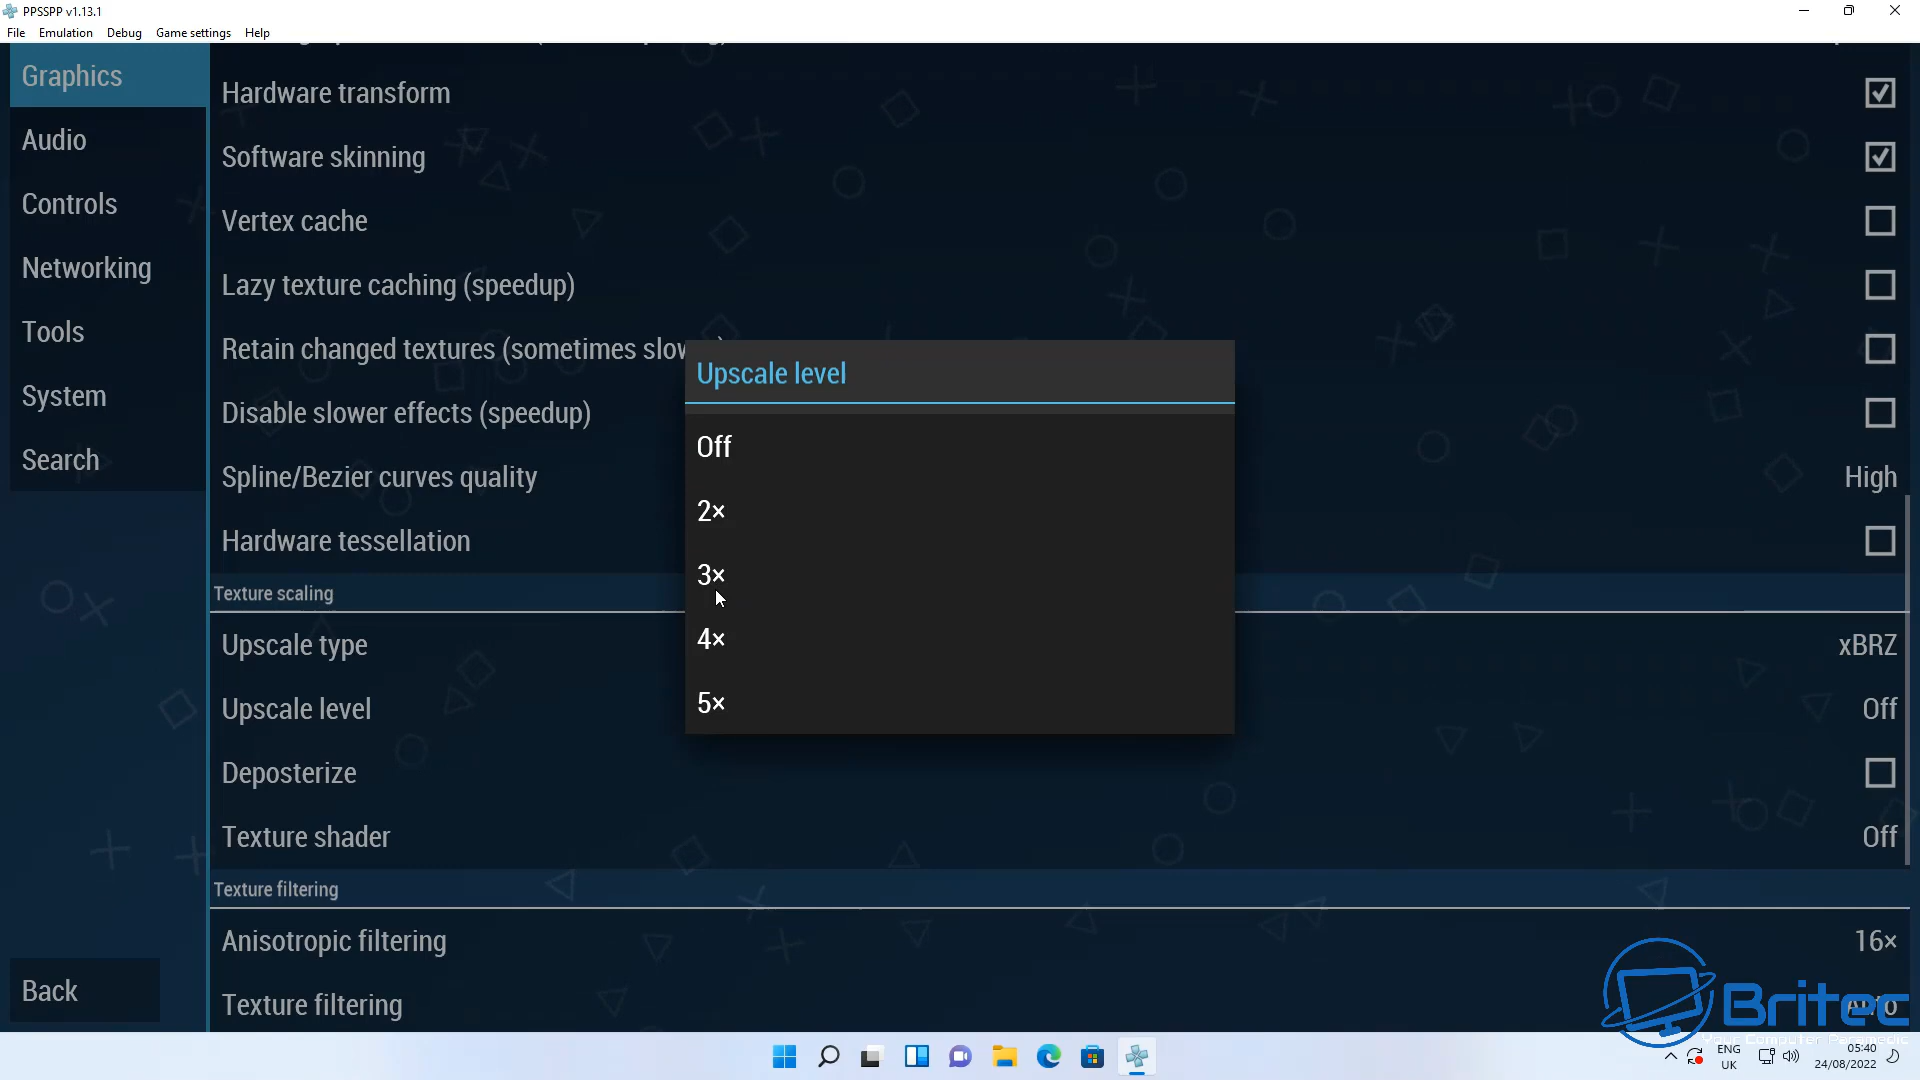 PPSSPP v1.13.1
File Emulation Debug Game settings Help
Graphics
Audio
Controls
Networking
Tools
System
Search
Back
Hardware transform
Software skinning
Vertex cache
Lazy texture caching (speedup)
Retain changed textures (sometimes
Disable slower effects (speedup)
Spline/Bezier curves quality High
Hardware tessellation
Texture scaling
Upscale type xBRZ
Upscale level Off
Deposterize
Texture shader Off
Texture filtering
Anisotropic filtering 16×
Texture filtering Auto
Upscale level
Off
2×
3×
4×
5×
Britec
Your Computer Paramedic
ENG
UK
05:40
24/08/2022